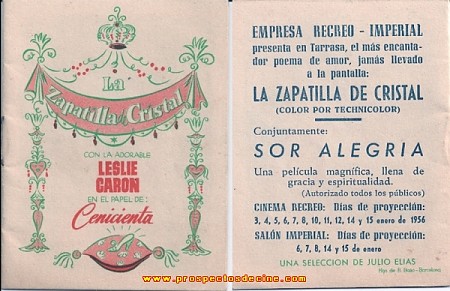 La
Zapatilla de Cristal
CON LA ADORABLE
LESLIE
CARON
EN EL PAPEL DE:
Cenicienta
EMPRESA RECREO - IMPERIAL
presenta en Tarrasa, el más encanta-
dor poema de amor, jamás llevado
a la pantalla:
LA ZAPATILLA DE CRISTAL
(COLOR POR TECHNICOLOR)
Conjuntamente:
SOR ALEGRIA
Una película magnífica, llena de
gracia y espiritualidad.
(Autorizado todos los públicos)
CINEMA RECREO: Días de proyección:
3, 4, 5, 6, 7, 8, 10, 11, 12, 14 y 15 enero de 1956
SALÓN IMPERIAL: Días de proyección:
6, 7, 8, 14 y 15 de enero
UNA SELECCION DE JULIO ELIAS
www.prospectosdecine.com